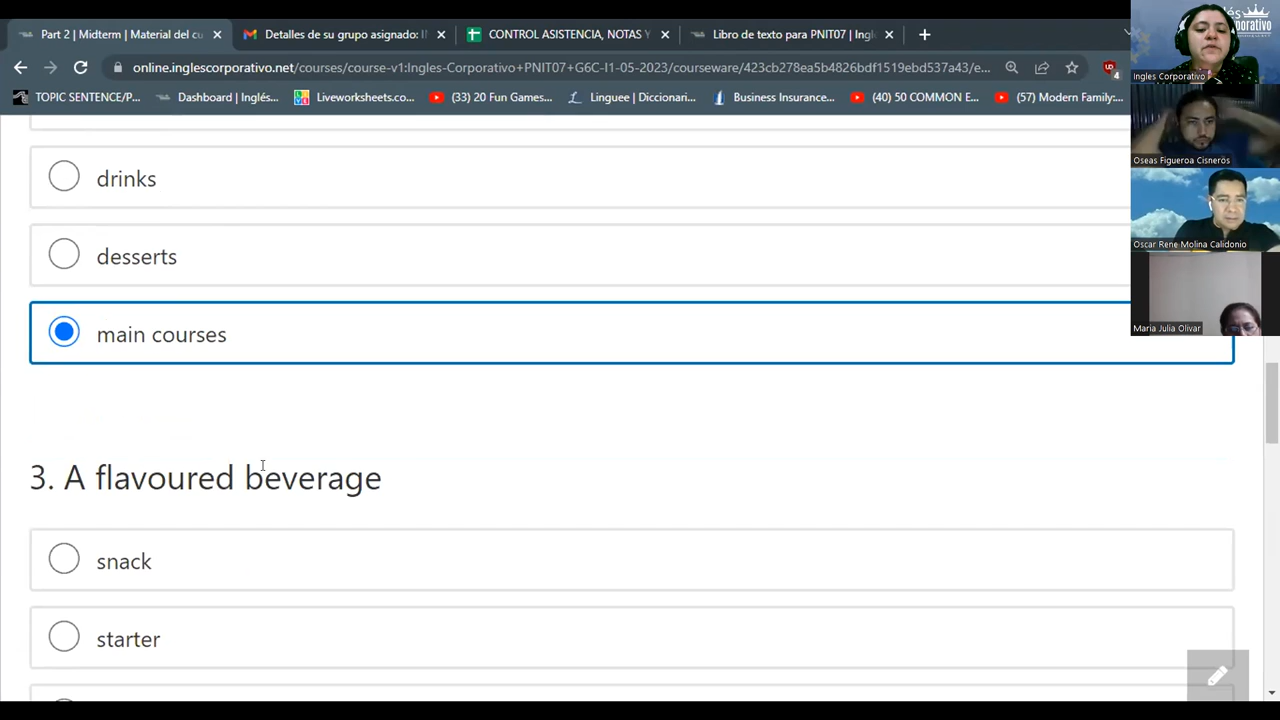 Part 2 | Midterm | Material del cu
Detalles de su grupo asignado: II
CONTROL ASISTENCIA, NOTAS Y
Libro de texto para PNIT07 | Ingl
online.inglescorporativo.net/courses/course-v1:Ingles-Corporativo+PNIT07+G6C-I1-05-2023/courseware/423cb278ea5b4826bdf1519ebd537a43/e...
TOPIC SENTENCE/P...
Dashboard | Inglés...
Liveworksheets.co...
(33) 20 Fun Games...
Linguee | Diccionari...
Business Insurance...
(40) 50 COMMON E...
(57) Modern Family:...
Ingles Corporativo
Oseas Figueroa Cisneros
Oscar Rene Molina Calidonio
Maria Julia Olivar
drinks
desserts
main courses
3. A flavoured beverage
snack
starter